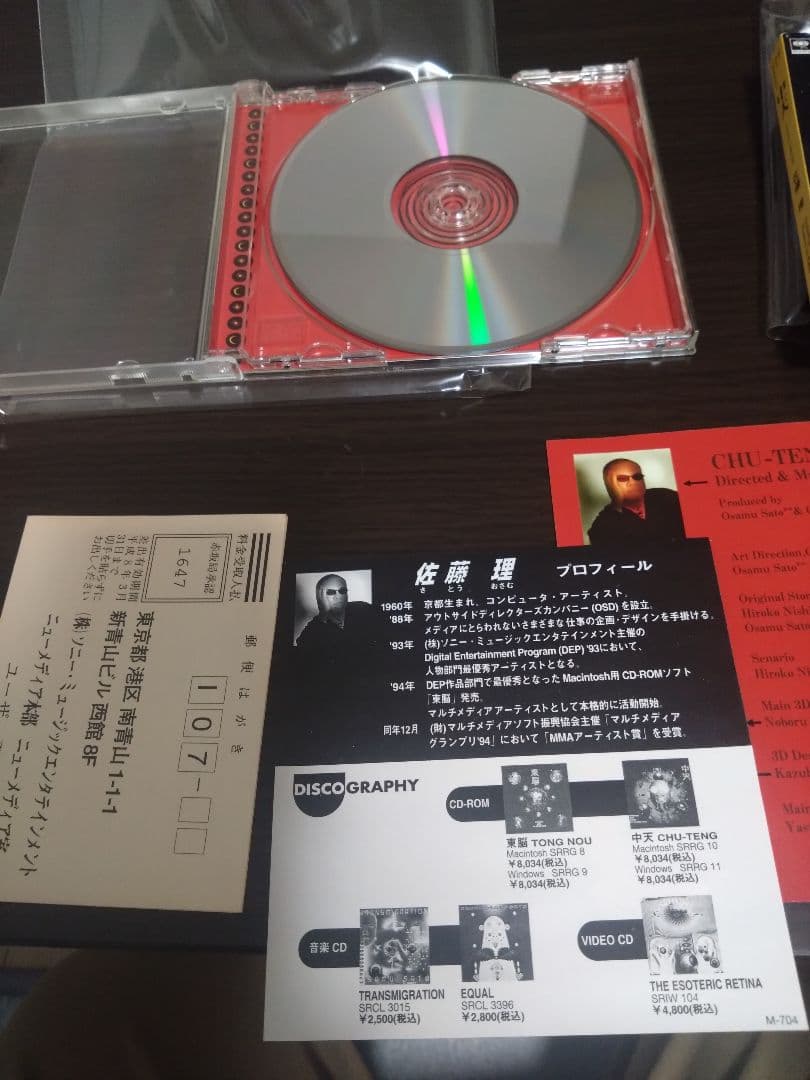 料金受取人払
赤坂局承認
1647
差出有効期間
平成8年3月
31日まで
切手を貼らずに
お出しください
郵便はがき
107-
東京都港区南青山1-1-1
新青山ビル西館8F
(株)ソニー・ミュージックエンタテインメント
ニューメディア本部 ニューメディア室
ユーザ
佐藤 理 プロフィール
さとう おさむ
1960年 京都生まれ。コンピュータ・アーティスト。
'88年 アウトサイドディレクターズカンパニー (OSD) を設立。
メディアにとらわれないさまざまな仕事の企画・デザインを手掛ける。
'93年 (株)ソニー・ミュージックエンタテインメント主催の
Digital Entertainment Program (DEP) '93において、
人物部門最優秀アーティストとなる。
'94年 DEP作品部門で最優秀となったMacintosh用CD-ROMソフト
「東脳」発売。
マルチメディアアーティストとして本格的に活動開始。
同年12月 (財)マルチメディアソフト振興協会主催「マルチメディア
グランプリ'94」において「MMAアーティスト賞」を受賞。
DISCOGRAPHY
CD-ROM
東脳
東脳 TONG NOU
Macintosh SRRG 8
¥8,034(税込)
Windows SRRG 9
¥8,034(税込)
中天
中天 CHU-TENG
Macintosh SRRG 10
¥8,034(税込)
Windows SRRG 11
¥8,034(税込)
音楽 CD
TRANSMIGRATION
SRCL 3015
¥2,500(税込)
EQUAL
SRCL 3396
¥2,800(税込)
VIDEO CD
THE ESOTERIC RETINA
SRIW 104
¥4,800(税込)
M-704
CHU-TEN
Directed & M
Produced by
Osamu Sato
Art Direction,
Osamu Sato
Original Stor
Hiroko Nish
Osamu Sato
Senario
Hiroko Ni
Main 3D
Noboru
3D De
Kazuh
Main
Yas